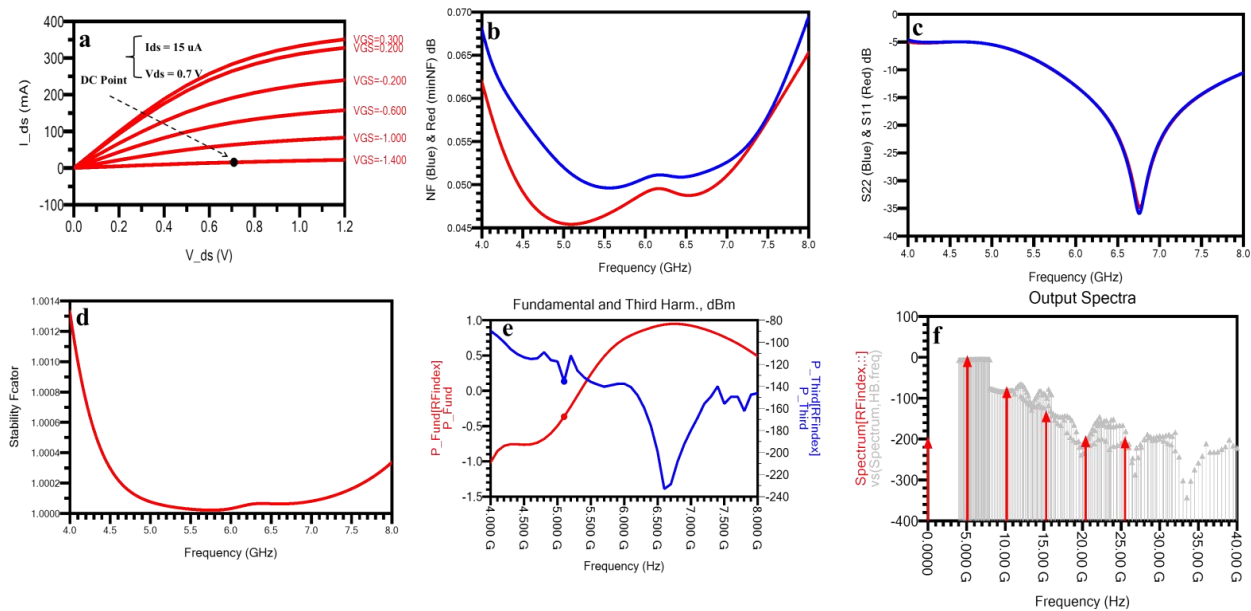 a
400
300
200
100
0
-100
I_ds (mA)
Ids = 15 uA
Vds = 0.7 V
DC Point
VGS=0.300
VGS=0.200
VGS=-0.200
VGS=-0.600
VGS=-1.000
VGS=-1.400
0.0 0.2 0.4 0.6 0.8 1.0 1.2
V_ds (V)
b
0.070
0.065
0.060
0.055
0.050
0.045
NF (Blue) & Red (minNF) dB
4.0 4.5 5.0 5.5 6.0 6.5 7.0 7.5 8.0
Frequency (GHz)
c
0
-5
-10
-15
-20
-25
-30
-35
-40
S22 (Blue) & S11 (Red) dB
4.0 4.5 5.0 5.5 6.0 6.5 7.0 7.5 8.0
Frequency (GHz)
d
1.0014
1.0012
1.0010
1.0008
1.0006
1.0004
1.0002
1.0000
Stability Ficator
4.0 4.5 5.0 5.5 6.0 6.5 7.0 7.5 8.0
Frequency (GHz)
Fundamental and Third Harm., dBm
e
1.0
0.5
0.0
-0.5
-1.0
-1.5
P_Fund[RFindex]
P_Fund
-80
-100
-120
-140
-160
-180
-200
-220
-240
P_Third[RFindex]
P_Third
4.000 G 4.500 G 5.000 G 5.500 G 6.000 G 6.500 G 7.000 G 7.500 G 8.000 G
Frequency (Hz)
Output Spectra
f
100
0
-100
-200
-300
-400
Spectrum[RFindex,::]
vs(Spectrum,HB.freq)
0.0000 5.000 G 10.00 G 15.00 G 20.00 G 25.00 G 30.00 G 35.00 G 40.00 G
Frequency (Hz)